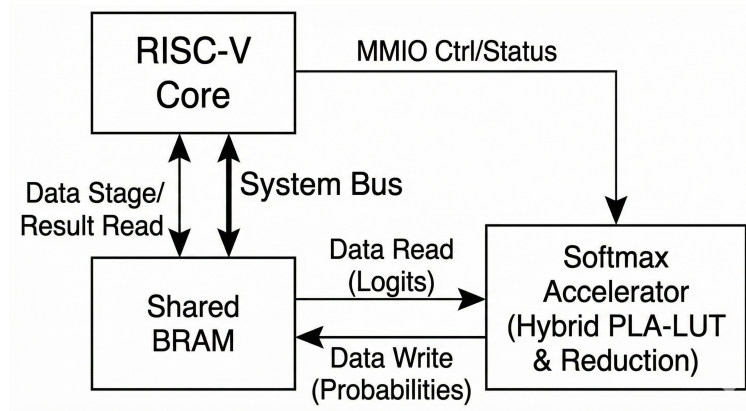 RISC-V
Core
MMIO Ctrl/Status
Data Stage/
Result Read
System Bus
Shared
BRAM
Data Read
(Logits)
Data Write
(Probabilities)
Softmax
Accelerator
(Hybrid PLA-LUT
& Reduction)